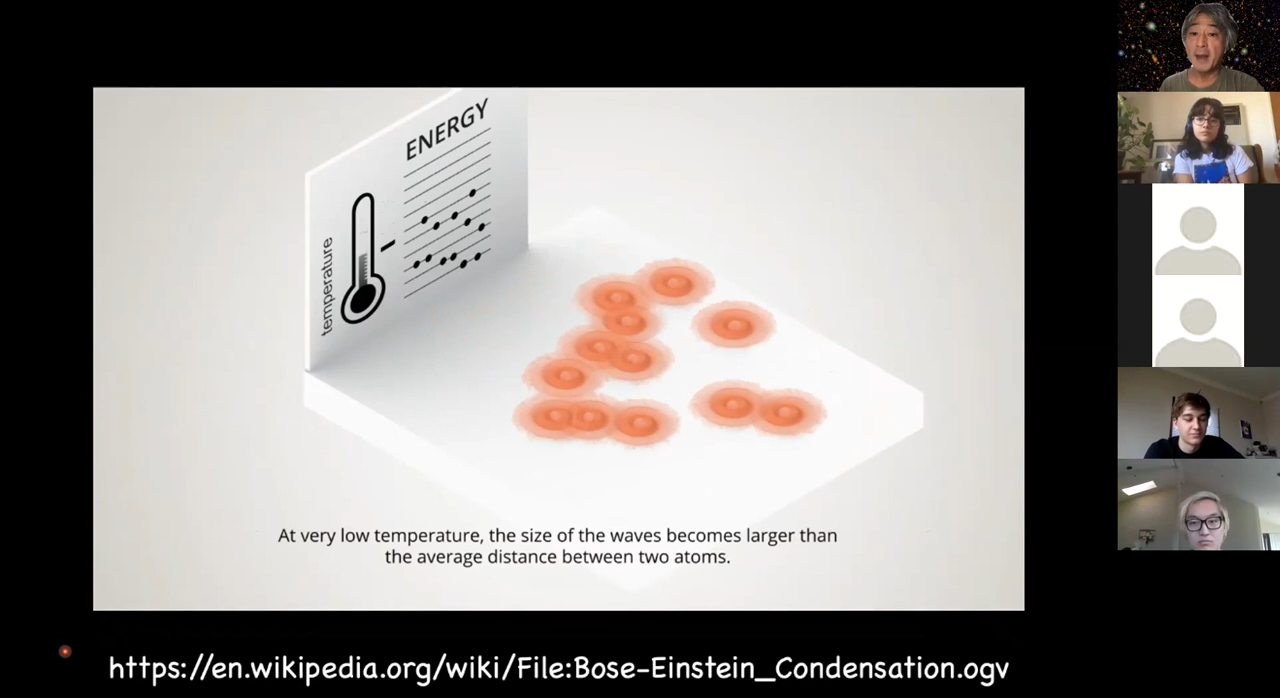 ENERGY
temperature
At very low temperature, the size of the waves becomes larger than
the average distance between two atoms.
https://en.wikipedia.org/wiki/File:Bose-Einstein_Condensation.ogv